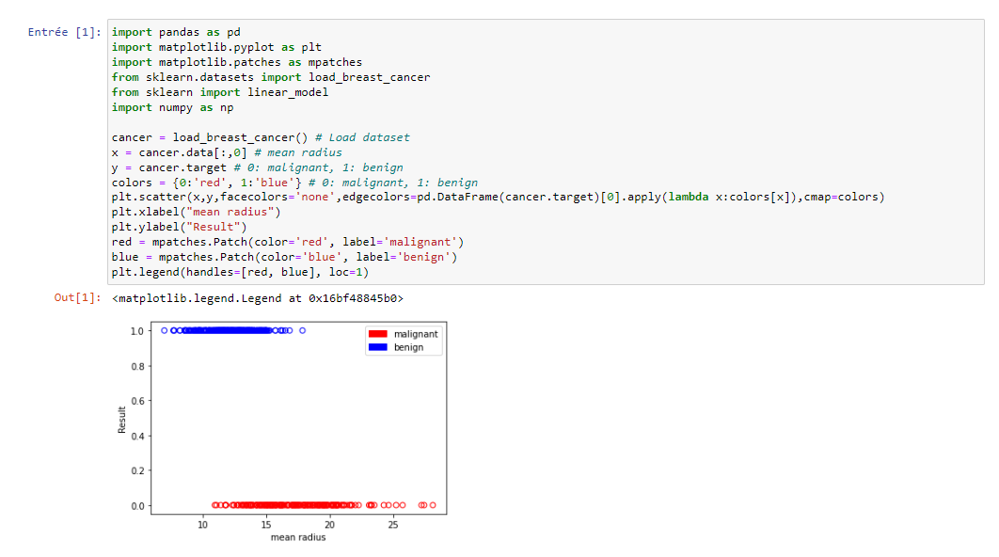 Entrée [1]: import pandas as pd
import matplotlib.pyplot as plt
import matplotlib.patches as mpatches
from sklearn.datasets import load_breast_cancer
from sklearn import linear_model
import numpy as np
cancer = load_breast_cancer() # Load dataset
x = cancer.data[:,0] # mean radius
y = cancer.target # 0: malignant, 1: benign
colors = {0:'red', 1:'blue'} # 0: malignant, 1: benign
plt.scatter(x,y,facecolors='none',edgecolors=pd.DataFrame(cancer.target)[0].apply(lambda x:colors[x]),cmap=colors)
plt.xlabel("mean radius")
plt.ylabel("Result")
red = mpatches.Patch(color='red', label='malignant')
blue = mpatches.Patch(color='blue', label='benign')
plt.legend(handles=[red, blue], loc=1)
Out[1]: <matplotlib.legend.Legend at 0x16bf48845b0>
malignant
benign
1.0
0.8
0.6
0.4
0.2
0.0
Result
10 15 20 25
mean radius